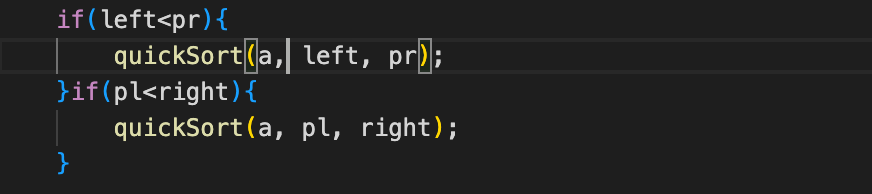 if(left<pr){
quickSort(a, left, pr);
}if(pl<right){
quickSort(a, pl, right);
}